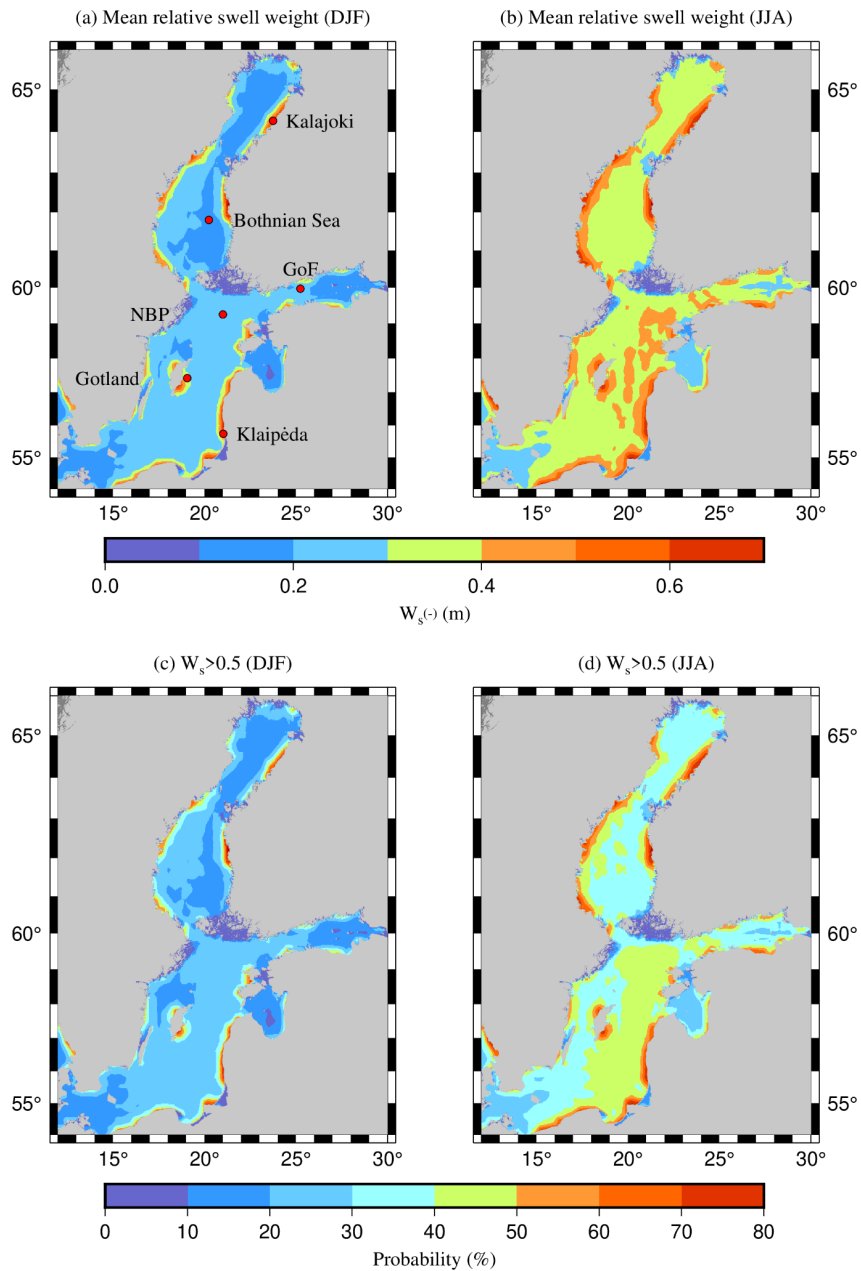 (a) Mean relative swell weight (DJF) (b) Mean relative swell weight (JJA)
65° 65°
Kalajoki
Bothnian Sea
60° GoF 60°
NBP
Gotland
Klaipėda
55° 55°
15° 20° 25° 30° 15° 20° 25° 30°
0.0 0.2 0.4 0.6
Ws(-) (m)
(c) Ws>0.5 (DJF) (d) Ws>0.5 (JJA)
65° 65°
60° 60°
55° 55°
15° 20° 25° 30° 15° 20° 25° 30°
0 10 20 30 40 50 60 70 80
Probability (%)